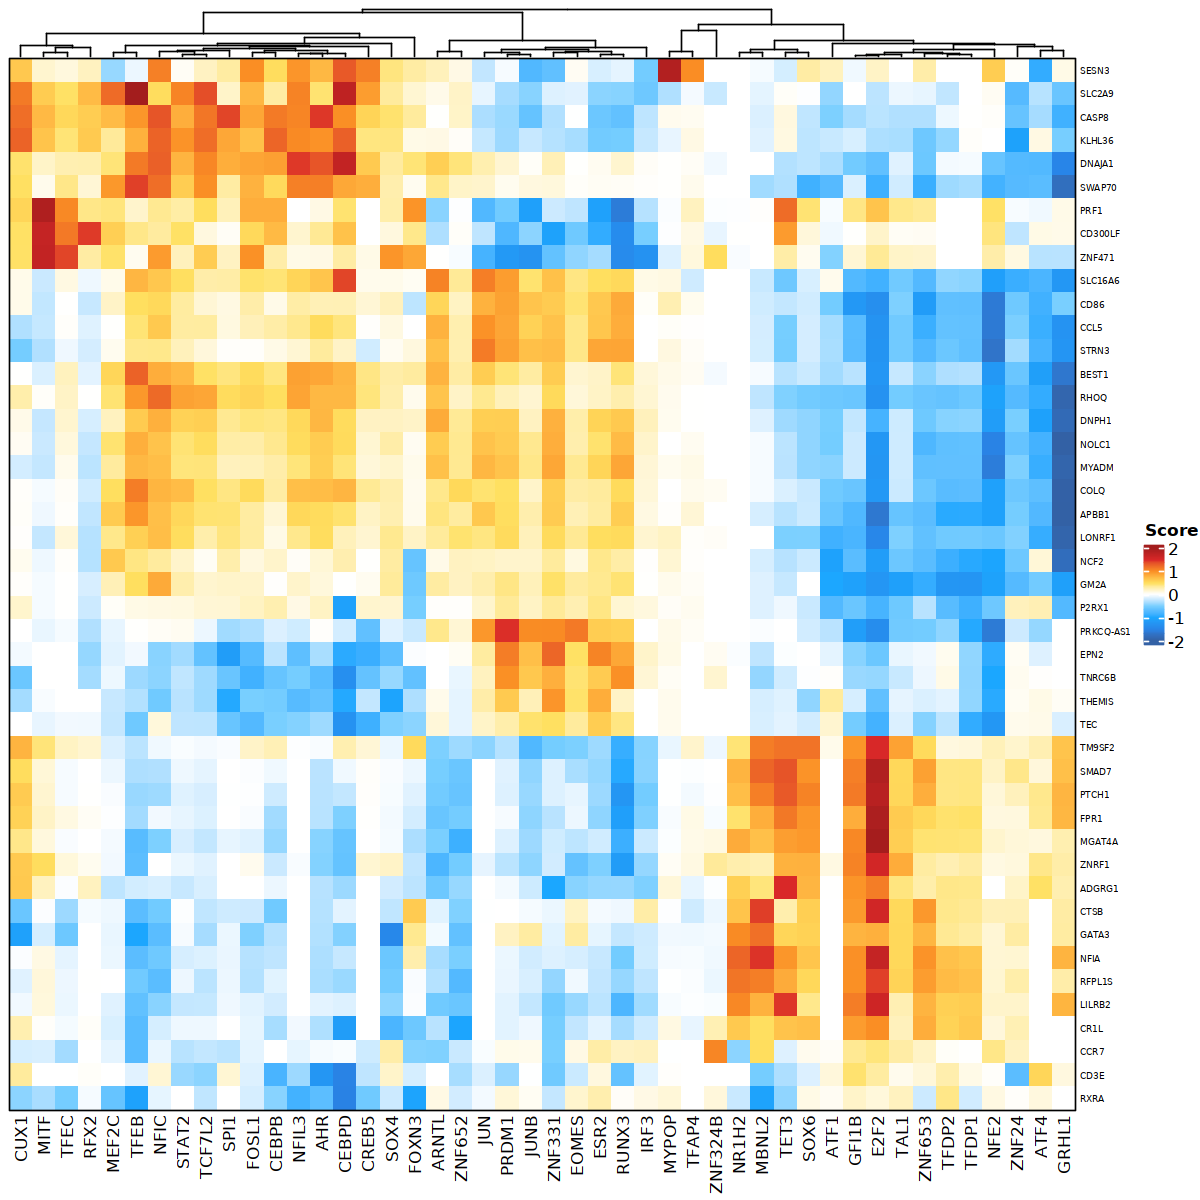 SESN3
SLC2A9
CASP8
KLHL36
DNAJA1
SWAP70
PRF1
CD300LF
ZNF471
SLC16A6
CD86
CCL5
STRN3
BEST1
RHOQ
DNPH1
NOLC1
MYADM
COLQ
APBB1
LONRF1
NCF2
GM2A
P2RX1
PRKCQ-AS1
EPN2
TNRC6B
THEMIS
TEC
TM9SF2
SMAD7
PTCH1
FPR1
MGAT4A
ZNRF1
ADGRG1
CTSB
GATA3
NFIA
RFPL1S
LILRB2
CR1L
CCR7
CD3E
RXRA
Score
2
1
0
-1
-2
CUX1
MITF
TFEC
RFX2
MEF2C
TFEB
NFIC
STAT2
TCF7L2
SPI1
FOSL1
CEBPB
NFIL3
AHR
CEBPD
CREB5
SOX4
FOXN3
ARNTL
ZNF652
JUN
PRDM1
JUNB
ZNF331
EOMES
ESR2
RUNX3
IRF3
MYPOP
TFAP4
ZNF324B
NR1H2
MBNL2
TET3
SOX6
ATF1
GFI1B
E2F2
TAL1
ZNF653
TFDP2
TFDP1
NFE2
ZNF24
ATF4
GRHL1